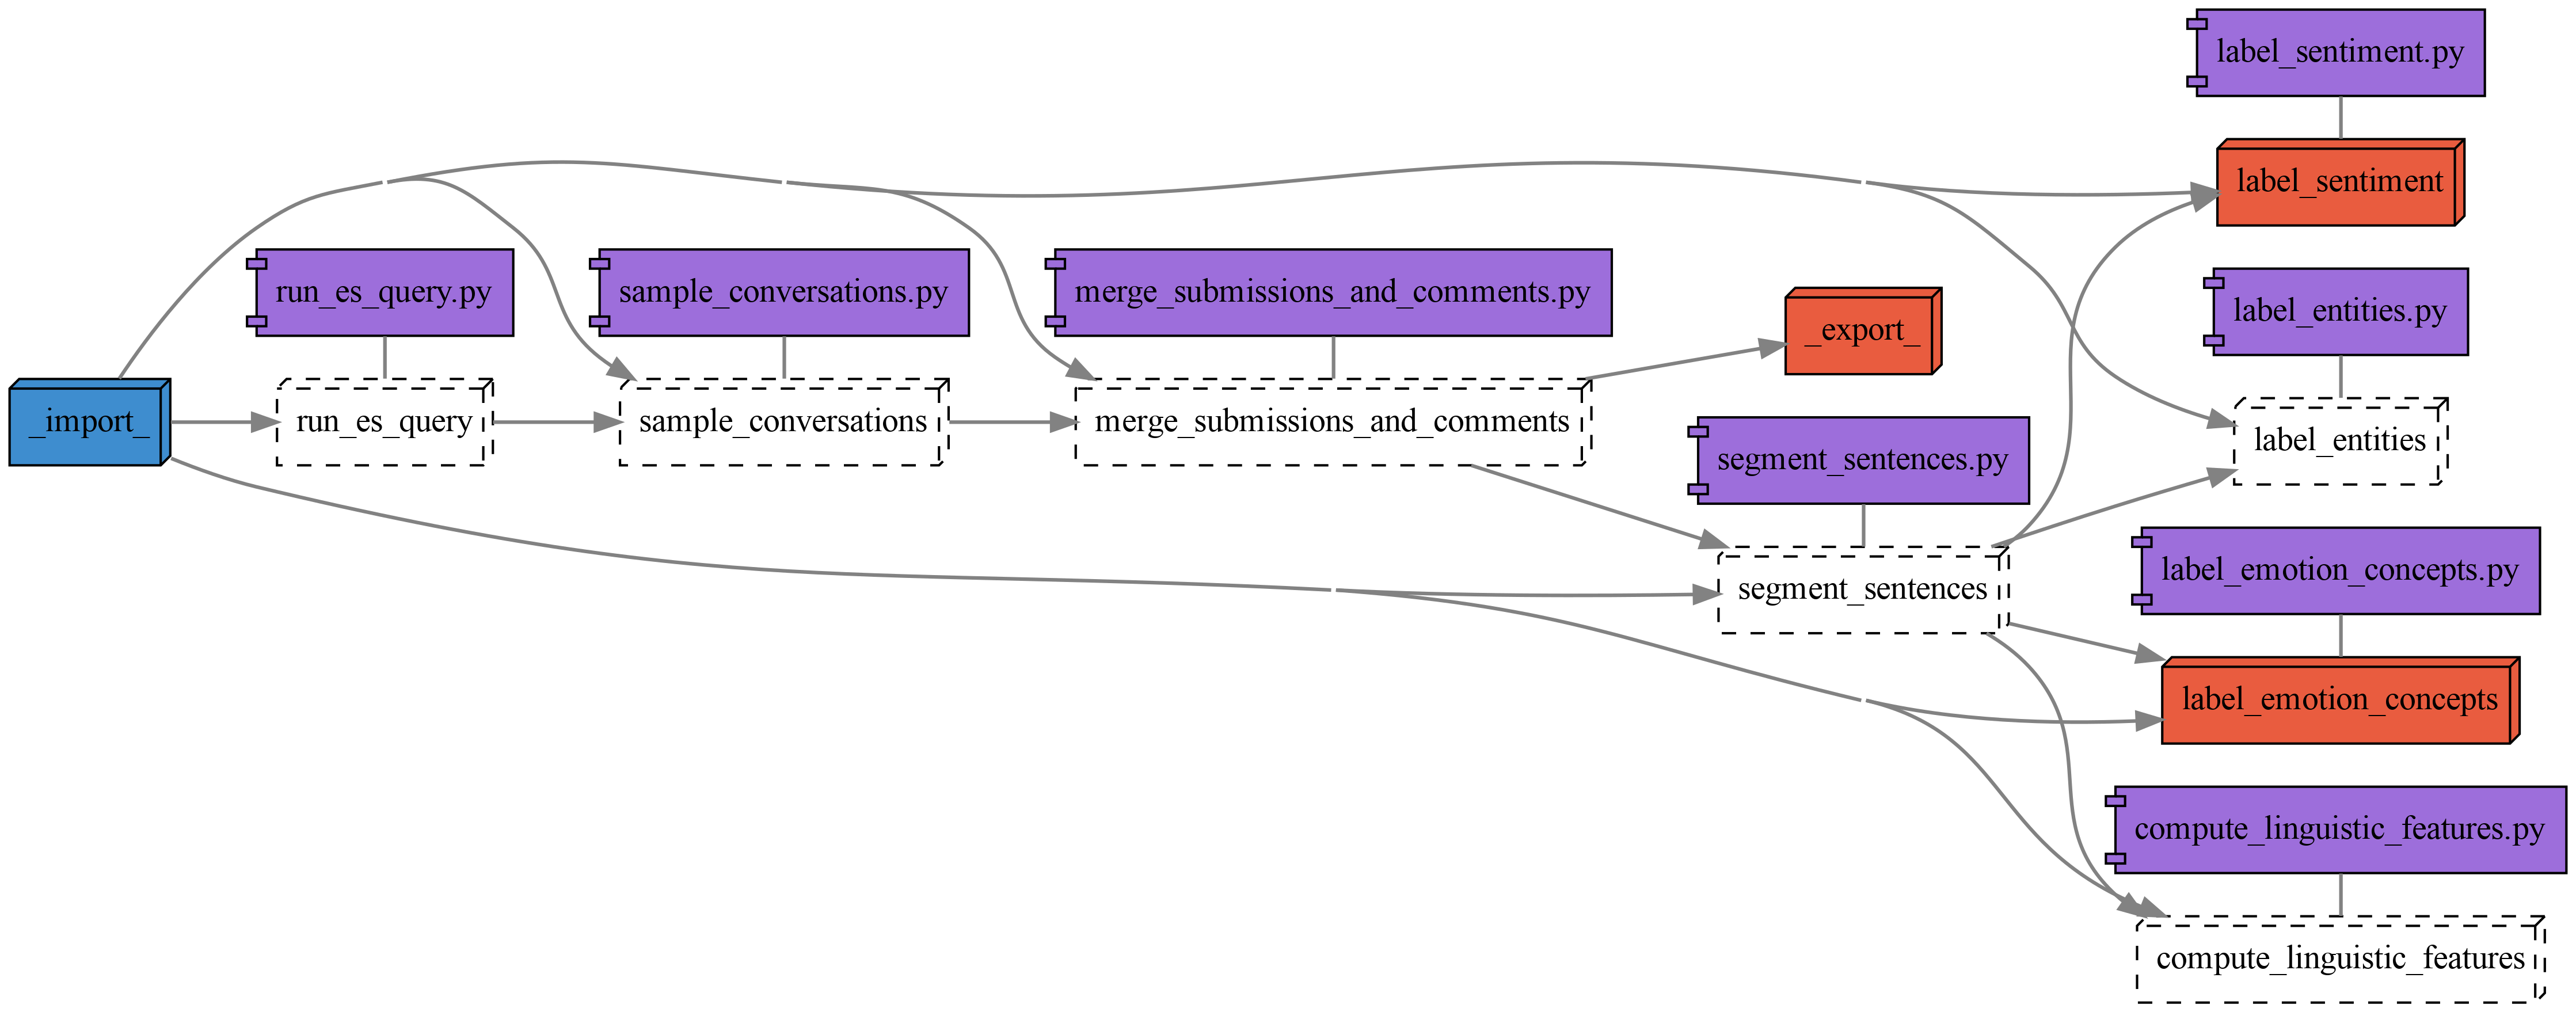 label_sentiment.py
label_sentiment
run_es_query.py
sample_conversations.py
merge_submissions_and_comments.py
_export_
label_entities.py
_import_
run_es_query
sample_conversations
merge_submissions_and_comments
label_entities
segment_sentences.py
segment_sentences
label_emotion_concepts.py
label_emotion_concepts
compute_linguistic_features.py
compute_linguistic_features